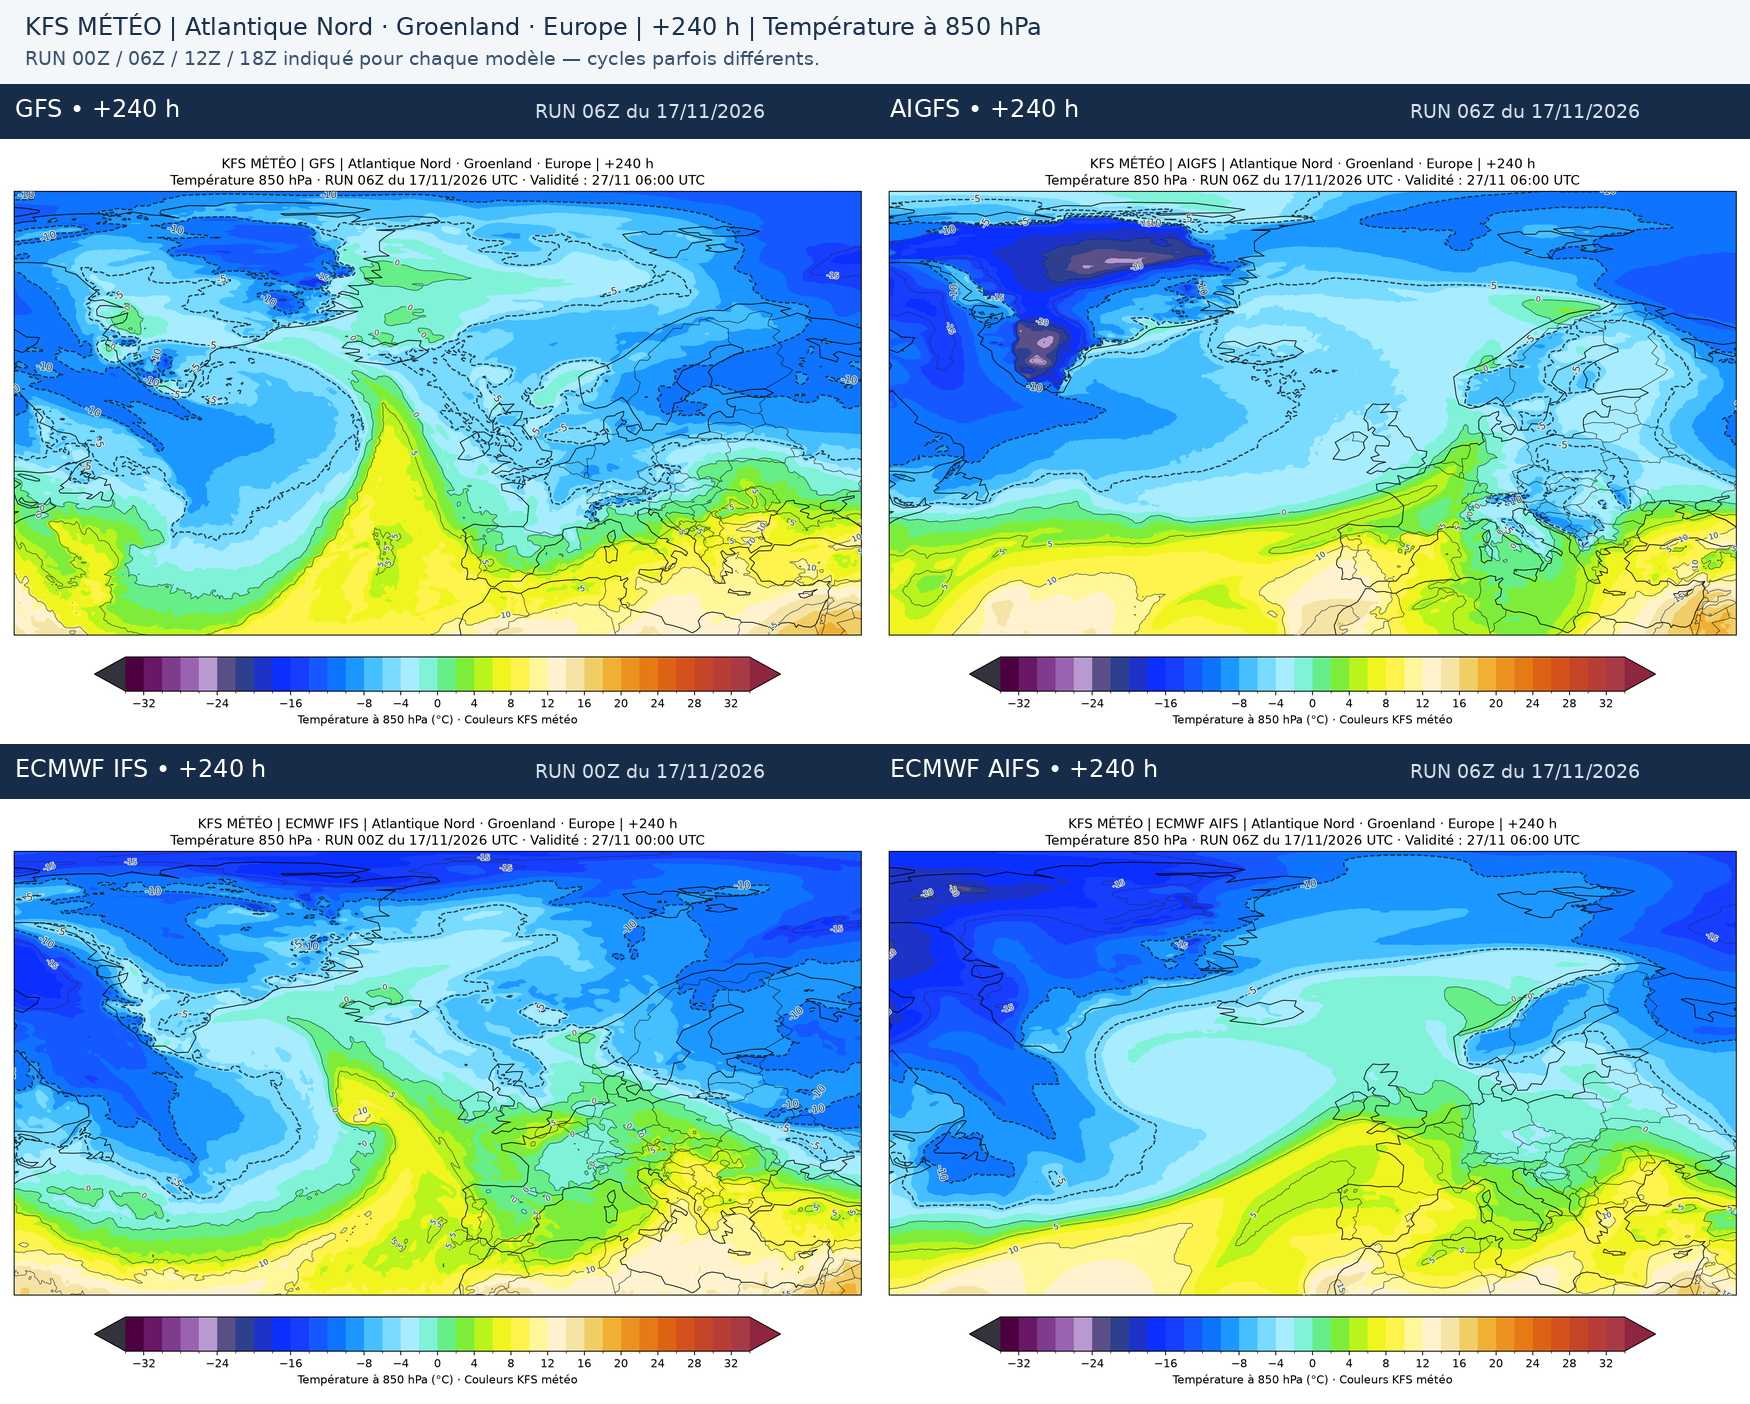 KFS MÉTÉO | Atlantique Nord · Groenland · Europe | +240 h | Température à 850 hPa
RUN 00Z / 06Z / 12Z / 18Z indiqué pour chaque modèle — cycles parfois différents.
GFS • +240 h
RUN 06Z du 17/11/2026
AIGFS • +240 h
RUN 06Z du 17/11/2026
KFS MÉTÉO | GFS | Atlantique Nord · Groenland · Europe | +240 h
Température 850 hPa · RUN 06Z du 17/11/2026 UTC · Validité : 27/11 06:00 UTC
KFS MÉTÉO | AIGFS | Atlantique Nord · Groenland · Europe | +240 h
Température 850 hPa · RUN 06Z du 17/11/2026 UTC · Validité : 27/11 06:00 UTC
−32 −24 −16 −8 −4 0 4 8 12 16 20 24 28 32
Température à 850 hPa (°C) · Couleurs KFS météo
−32 −24 −16 −8 −4 0 4 8 12 16 20 24 28 32
Température à 850 hPa (°C) · Couleurs KFS météo
ECMWF IFS • +240 h
RUN 00Z du 17/11/2026
ECMWF AIFS • +240 h
RUN 06Z du 17/11/2026
KFS MÉTÉO | ECMWF IFS | Atlantique Nord · Groenland · Europe | +240 h
Température 850 hPa · RUN 00Z du 17/11/2026 UTC · Validité : 27/11 00:00 UTC
KFS MÉTÉO | ECMWF AIFS | Atlantique Nord · Groenland · Europe | +240 h
Température 850 hPa · RUN 06Z du 17/11/2026 UTC · Validité : 27/11 06:00 UTC
−32 −24 −16 −8 −4 0 4 8 12 16 20 24 28 32
Température à 850 hPa (°C) · Couleurs KFS météo
−32 −24 −16 −8 −4 0 4 8 12 16 20 24 28 32
Température à 850 hPa (°C) · Couleurs KFS météo